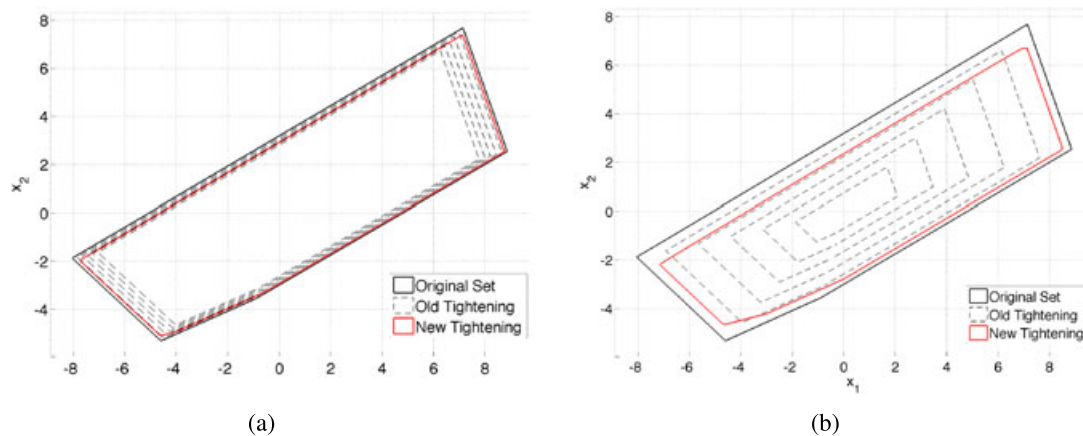 8
6
4
2
0
-2
-4
x2
-8 -6 -4 -2 0 2 4 6 8
Original Set
Old Tightening
New Tightening
(a)
8
6
4
2
0
-2
-4
x2
-8 -6 -4 -2 0 2 4 6 8
x1
Original Set
Old Tightening
New Tightening
(b)